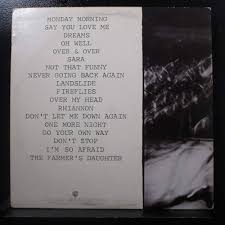 MONDAY MORNING
SAY YOU LOVE ME
DREAMS
OH WELL
OVER & OVER
SARA
NOT THAT FUNNY
NEVER GOING BACK AGAIN
LANDSLIDE
FIREFLIES
OVER MY HEAD
RHIANNON
DON'T LET ME DOWN AGAIN
ONE MORE NIGHT
GO YOUR OWN WAY
DON'T STOP
I'M SO AFRAID
THE FARMER'S DAUGHTER